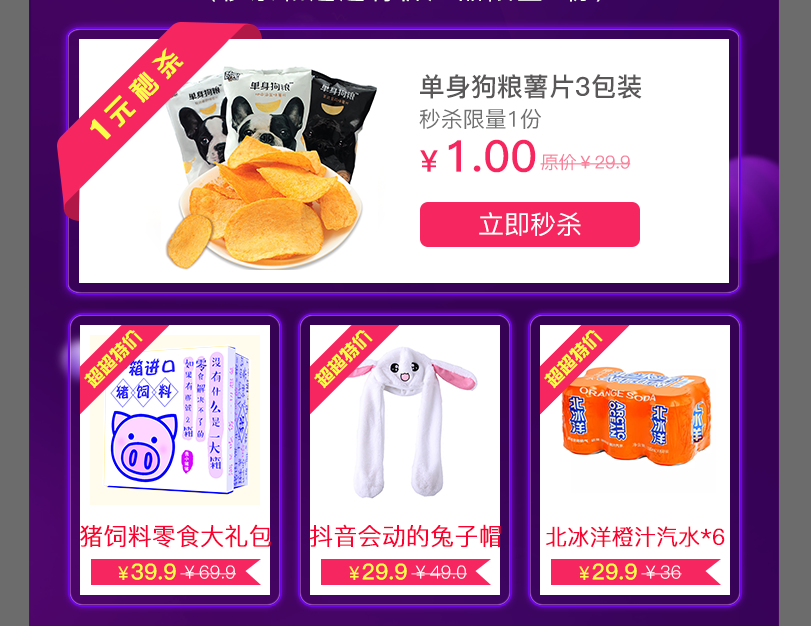 1元秒杀
单身狗粮
单身狗粮
单身狗粮薯片3包装
秒杀限量1份
¥1.00 原价¥29.9
立即秒杀
超超特价
一箱进口
猪饲料
没有什么是一大箱
零食解决不了的
如果有那就2箱
猪饲料零食大礼包
¥39.9 ¥69.9
超超特价
抖音会动的兔子帽
¥29.9 ¥49.0
超超特价
ORANGE SODA
北冰洋
ARCTIC OCEAN
北冰洋
北冰洋橙汁汽水*6
¥29.9 ¥36